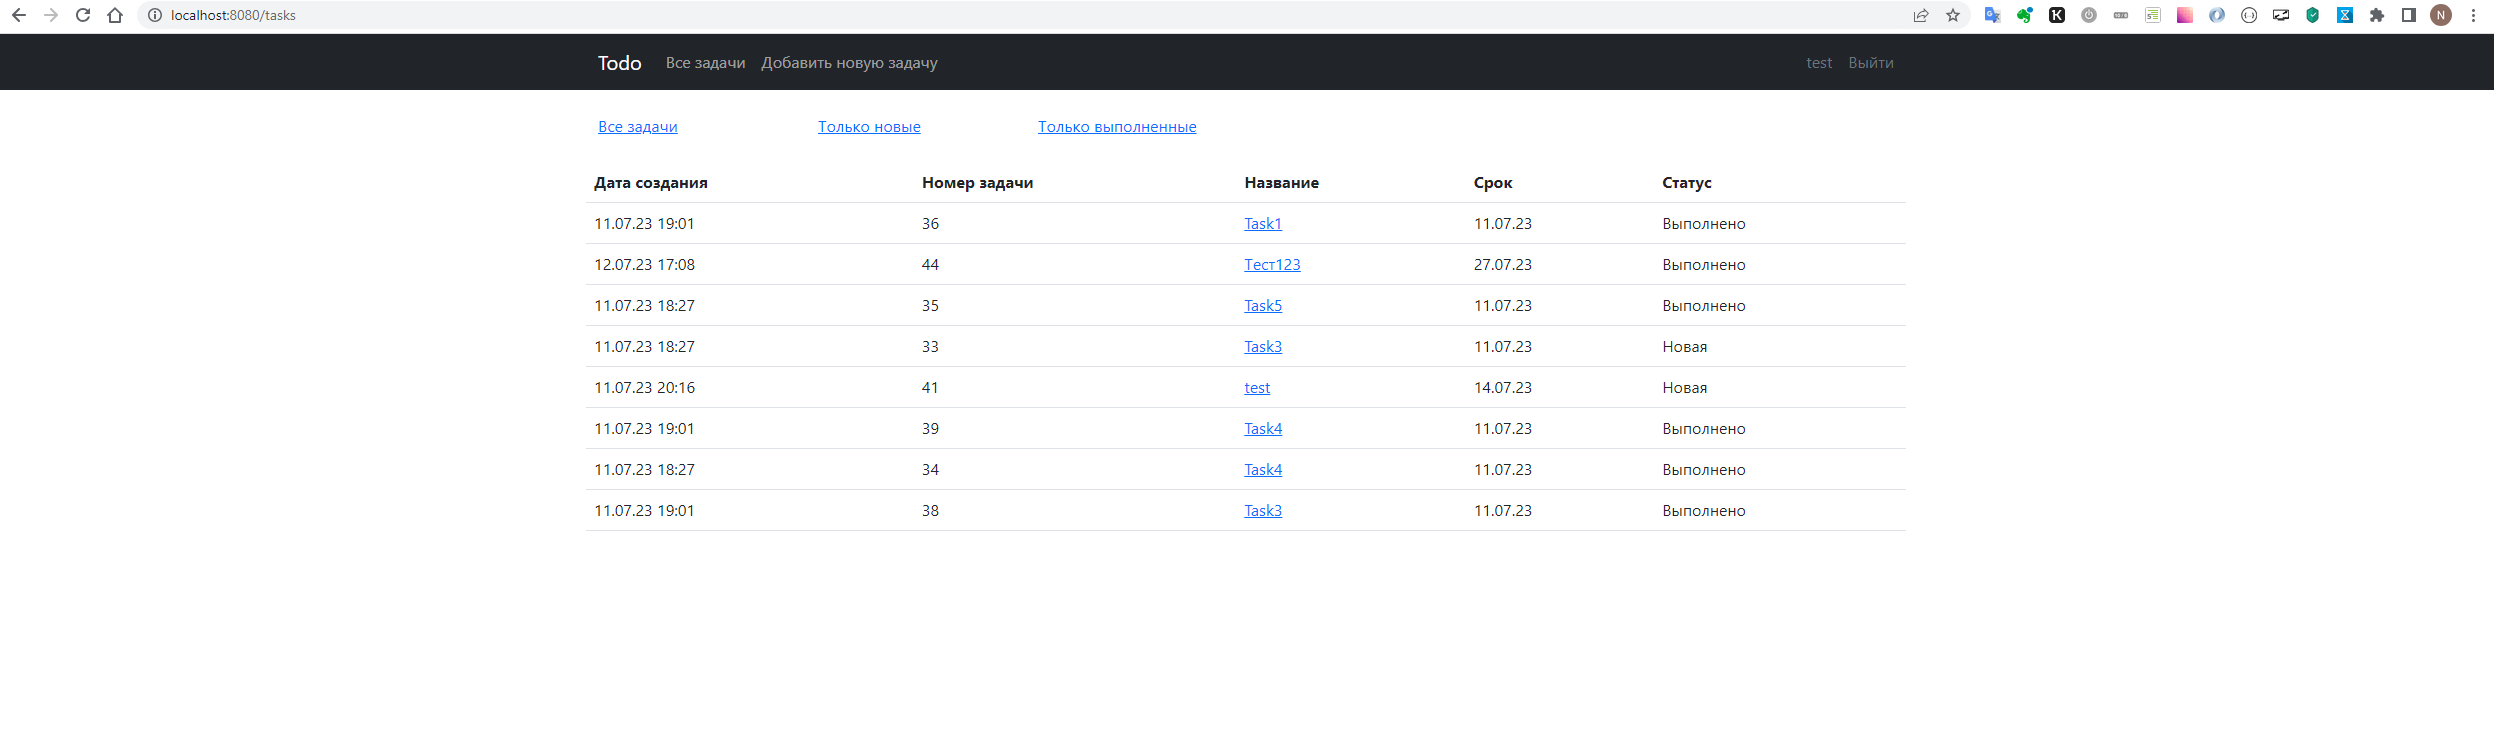 localhost:8080/tasks
N
Todo Все задачи Добавить новую задачу test Выйти
Все задачи Только новые Только выполненные
Дата создания Номер задачи Название Срок Статус
11.07.23 19:01 36 Task1 11.07.23 Выполнено
12.07.23 17:08 44 Тест123 27.07.23 Выполнено
11.07.23 18:27 35 Task5 11.07.23 Выполнено
11.07.23 18:27 33 Task3 11.07.23 Новая
11.07.23 20:16 41 test 14.07.23 Новая
11.07.23 19:01 39 Task4 11.07.23 Выполнено
11.07.23 18:27 34 Task4 11.07.23 Выполнено
11.07.23 19:01 38 Task3 11.07.23 Выполнено